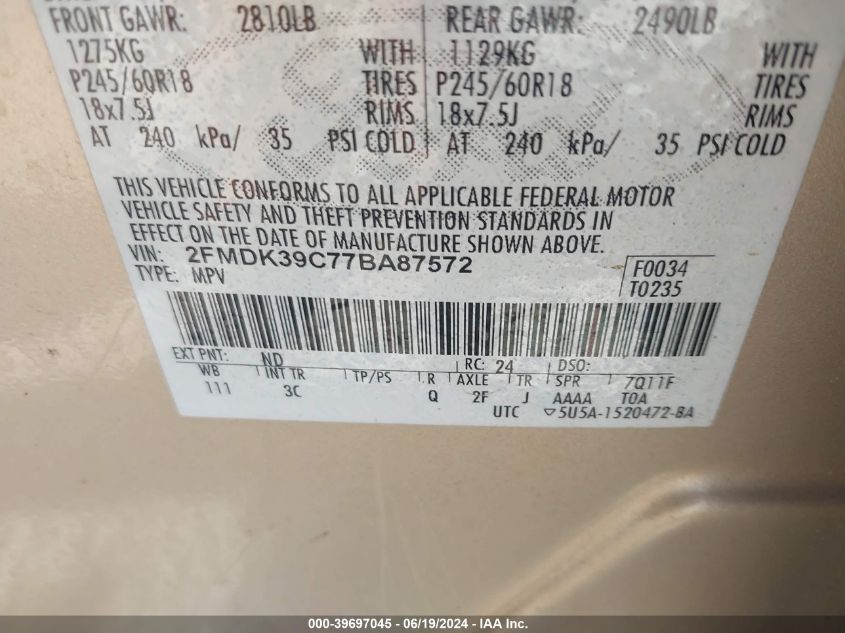 FRONT GAWR: 2810LB REAR GAWR: 2490LB
1275KG WITH 1129KG WITH
P245/60R18 TIRES P245/60R18 TIRES
18x7.5J RIMS 18x7.5J RIMS
AT 240 kPa/ 35 PSI COLD AT 240 kPa/ 35 PSI COLD
THIS VEHICLE CONFORMS TO ALL APPLICABLE FEDERAL MOTOR
VEHICLE SAFETY AND THEFT PREVENTION STANDARDS IN
EFFECT ON THE DATE OF MANUFACTURE SHOWN ABOVE.
VIN: 2FMDK39C77BA87572 F0034
TYPE: MPV T0235
EXT PNT: ND RC: 24 DSO:
WB INT TR TP/PS R AXLE TR SPR 7Q11F
111 3C Q 2F J AAAA TOA
UTC ▽5U5A-1520472-BA
000-39697045 / 06/19/2024 - IAA Inc.